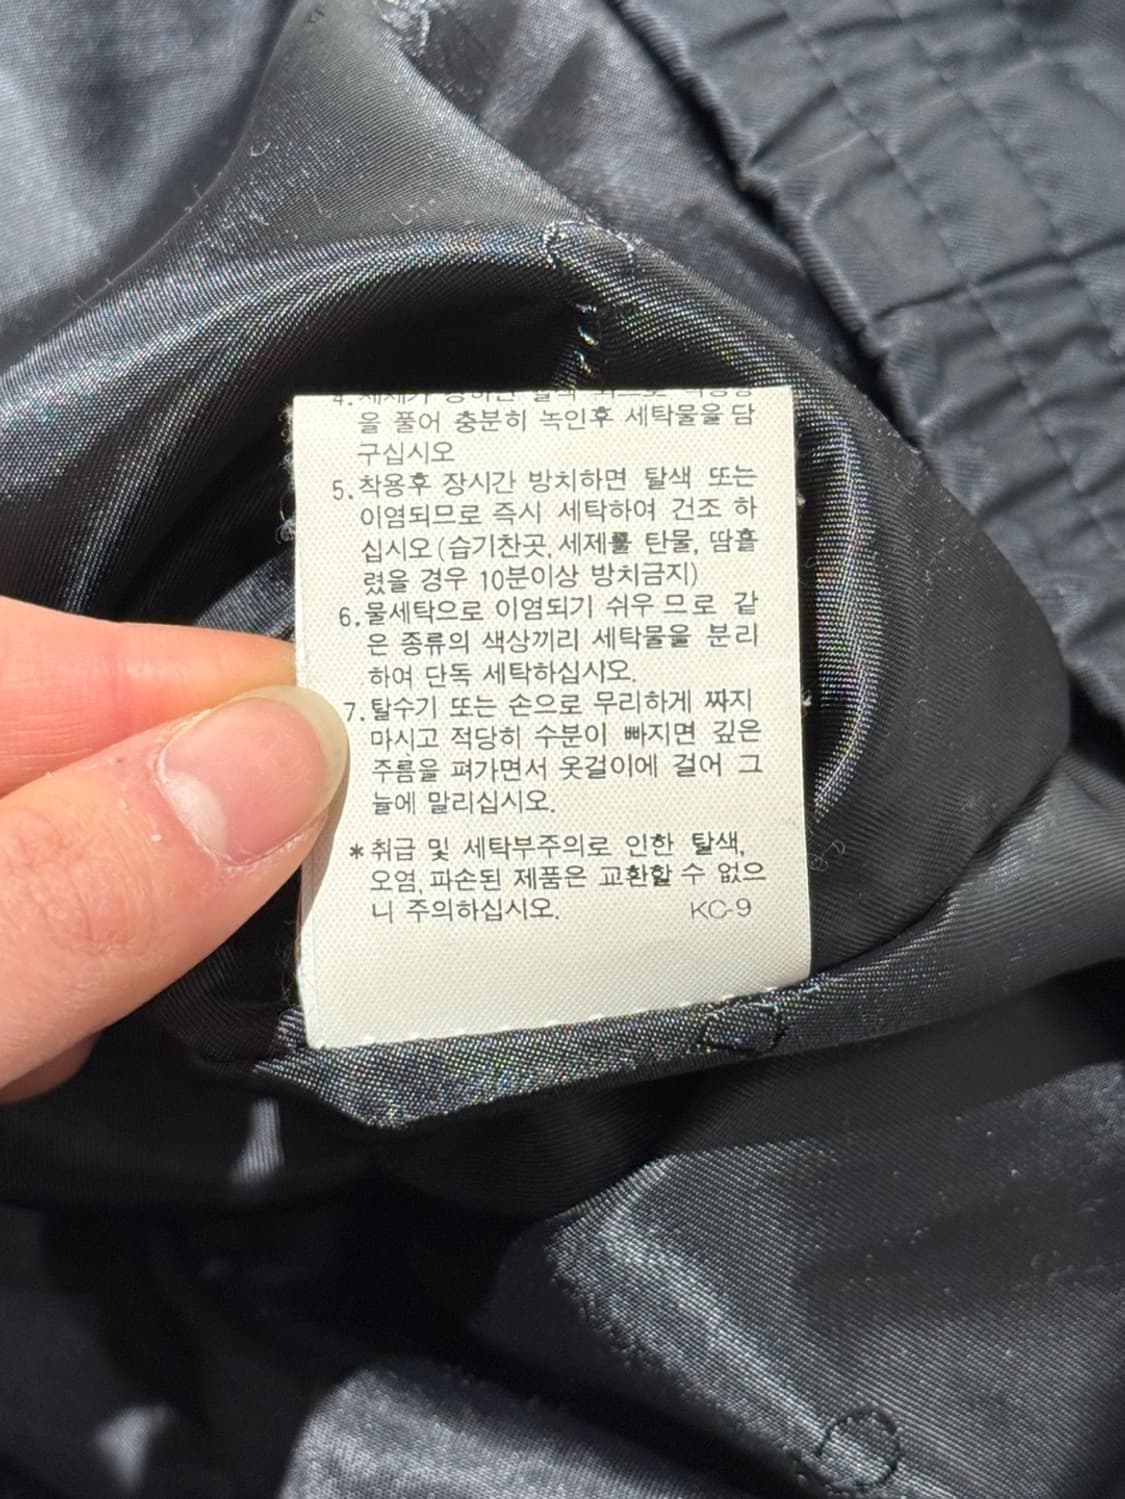 을 풀어 충분히 녹인후 세탁물을 담
구십시오
5. 착용후 장시간 방치하면 탈색 또는
이염되므로 즉시 세탁하여 건조 하
십시오 (습기찬곳, 세제를 탄물, 땀흘
렸을 경우 10분이상 방치금지)
6. 물세탁으로 이염되기 쉬우 므로 같
은 종류의 색상끼리 세탁물을 분리
하여 단독 세탁하십시오.
7. 탈수기 또는 손으로 무리하게 짜지
마시고 적당히 수분이 빠지면 깊은
주름을 펴가면서 옷걸이에 걸어 그
늘에 말리십시오.
* 취급 및 세탁부주의로 인한 탈색,
오염, 파손된 제품은 교환할 수 없으
니 주의하십시오. KC-9